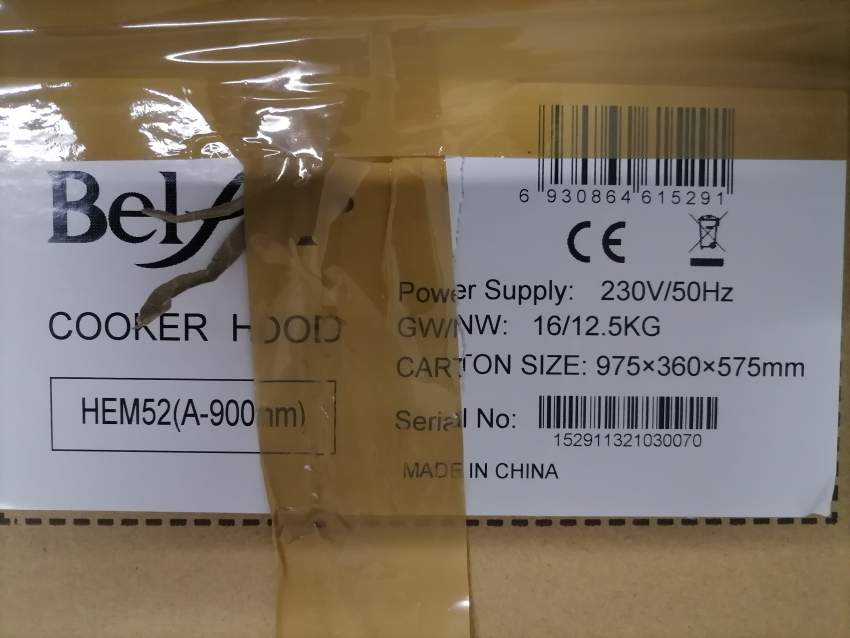 COOKER HOOD
HEM52(A-900mm)
6 930864 615291
CE
Power Supply: 230V/50Hz
GW/NW: 16/12.5KG
CARTON SIZE: 975×360×575mm
Serial No:
152911321030070
MADE IN CHINA